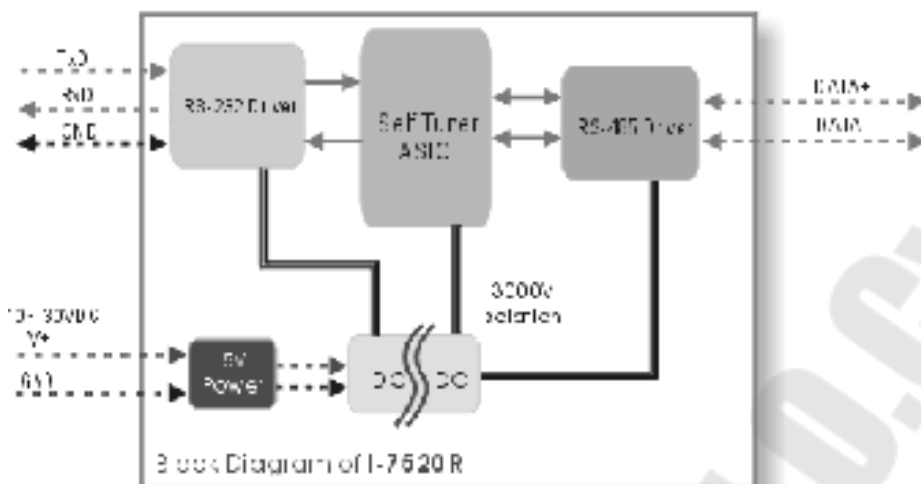 TXD
RXD
GND
RS-232 Driver
Self Tuner
ASIC
RS-485 Driver
DATA+
DATA
3000V
Isolation
10~30VDC
V+
GND
5V
Power
DC DC
Block Diagram of I-7520R